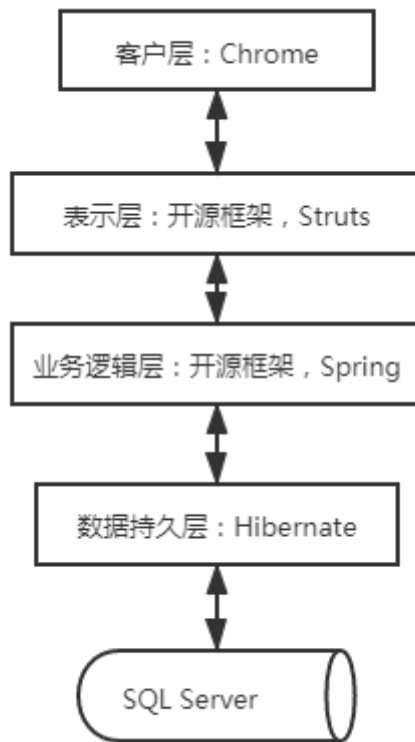 客户层：Chrome
表示层：开源框架，Struts
业务逻辑层：开源框架，Spring
数据持久层：Hibernate
SQL Server